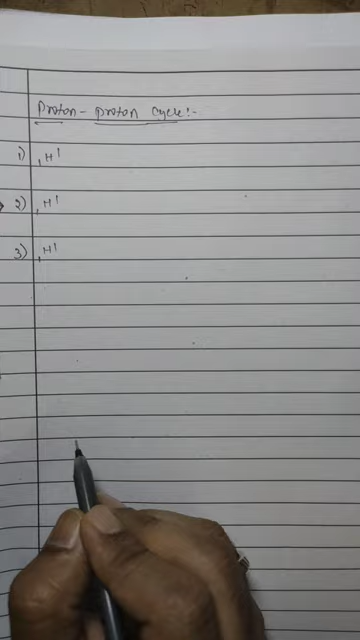 Proton - Proton Cycle :-
1) ₁H¹
2) ₁H¹
3) ₁H¹